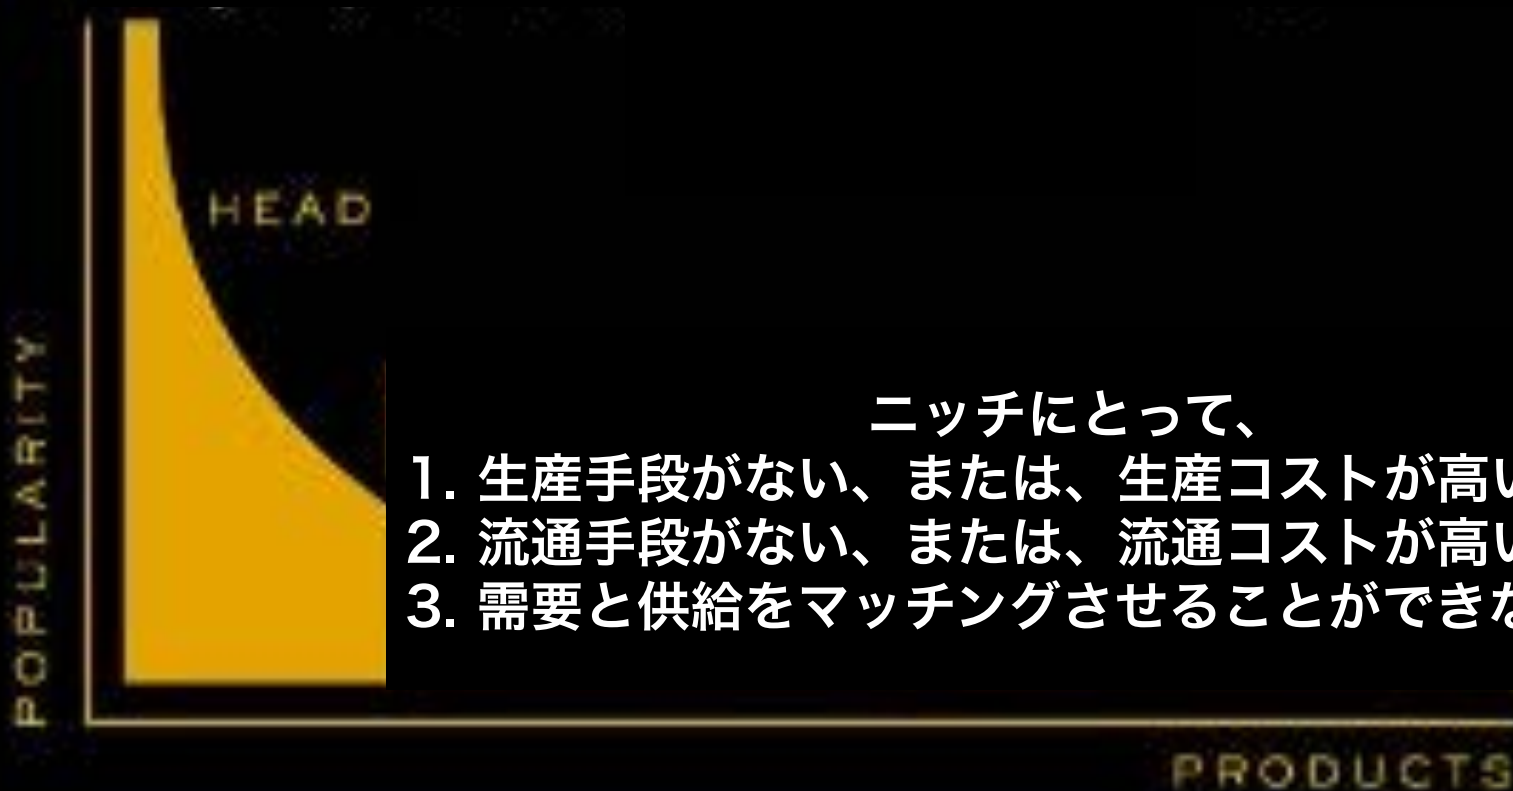 HEAD
POPULARITY
ニッチにとって、
1. 生産手段がない、または、生産コストが高い
2. 流通手段がない、または、流通コストが高い
3. 需要と供給をマッチングさせることができな
PRODUCTS